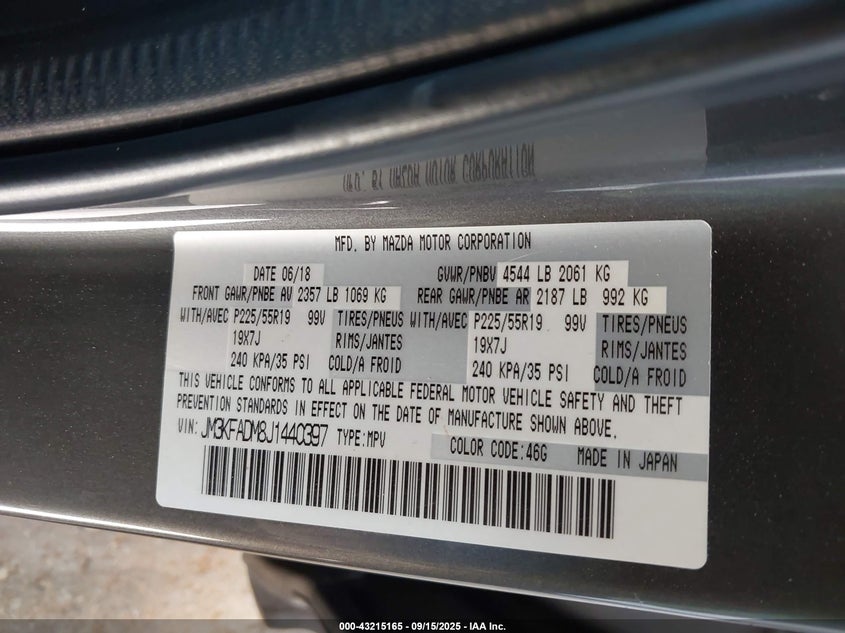 MFD. BY MAZDA MOTOR CORPORATION
DATE 06/18 GVWR/PNBV 4544 LB 2061 KG
FRONT GAWR/PNBE AV 2357 LB 1069 KG REAR GAWR/PNBE AR 2187 LB 992 KG
WITH/AVEC P225/55R19 99V TIRES/PNEUS WITH/AVEC P225/55R19 99V TIRES/PNEUS
19X7J RIMS/JANTES 19X7J RIMS/JANTES
240 KPA/35 PSI COLD/A FROID 240 KPA/35 PSI COLD/A FROID
THIS VEHICLE CONFORMS TO ALL APPLICABLE FEDERAL MOTOR VEHICLE SAFETY AND THEFT
PREVENTION STANDARDS IN EFFECT ON THE DATE OF MANUFACTURE SHOWN ABOVE.
VIN: JM3KFADM8J1440397 TYPE:MPV COLOR CODE:46G MADE IN JAPAN
000-43215165 - 09/15/2025 - IAA Inc.